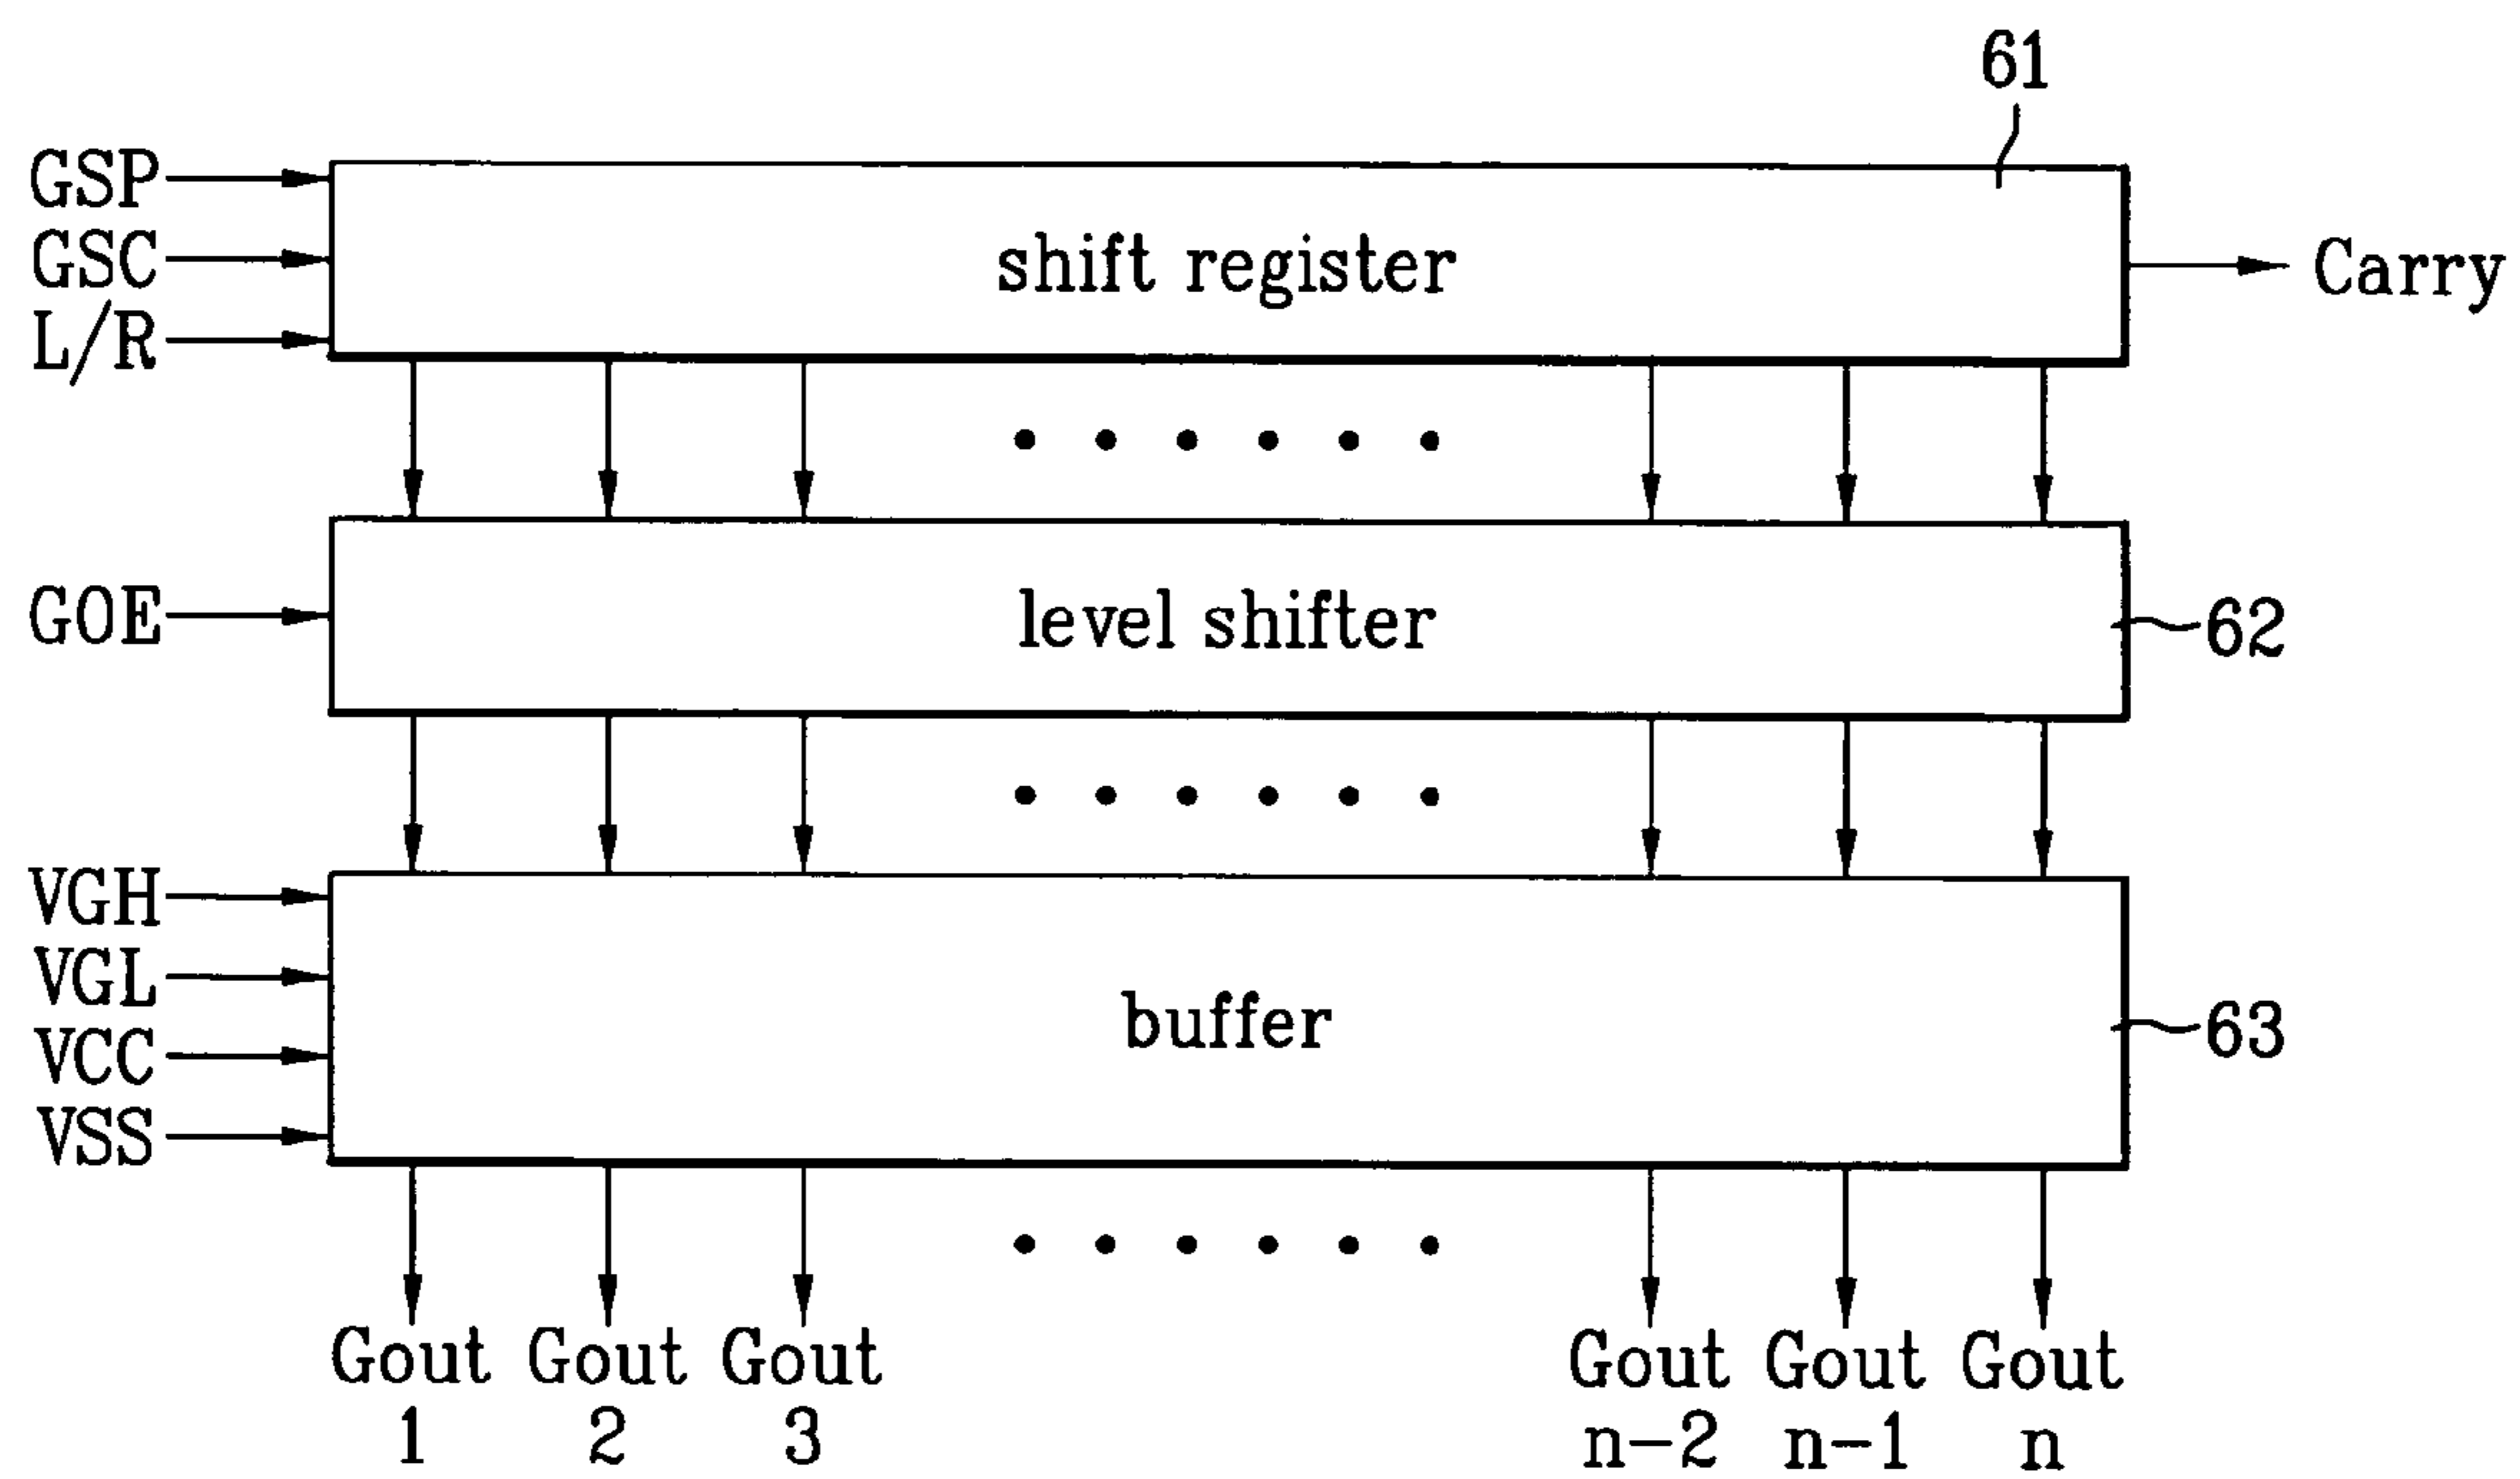 61
GSP
GSC
L/R
shift register
Carry
GOE
level shifter
62
VGH
VGL
VCC
VSS
buffer
63
Gout Gout Gout Gout Gout Gout
1 2 3 n-2 n-1 n